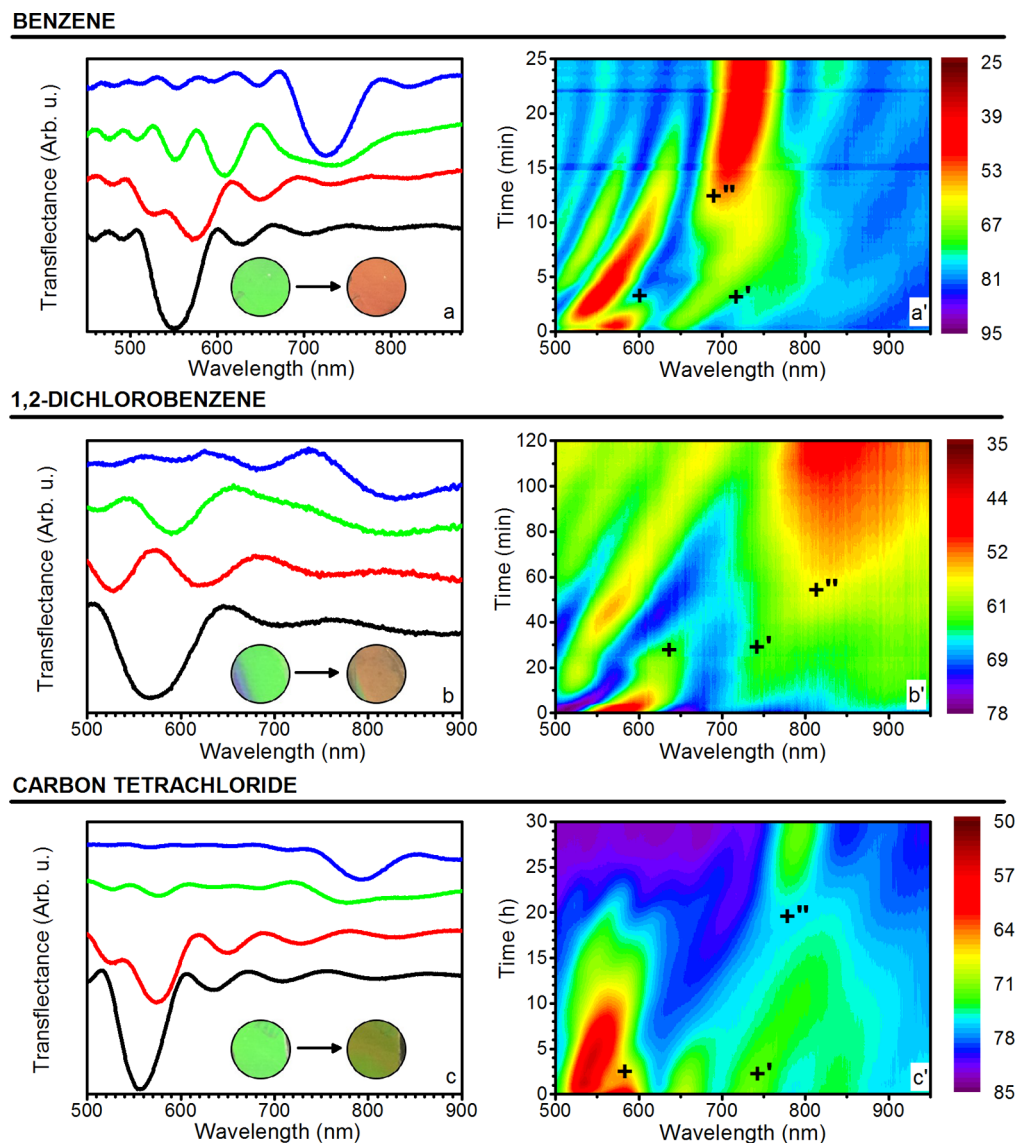 BENZENE
Transflectance (Arb. u.)
500 600 700 800
Wavelength (nm)
a
Time (min)
25
20
15
10
5
0
500 600 700 800 900
Wavelength (nm)
+
+'
+"
a'
25
39
53
67
81
95
1,2-DICHLOROBENZENE
Transflectance (Arb. u.)
500 600 700 800 900
Wavelength (nm)
b
Time (min)
120
100
80
60
40
20
0
500 600 700 800 900
Wavelength (nm)
+
+'
+"
b'
35
44
52
61
69
78
CARBON TETRACHLORIDE
Transflectance (Arb. u.)
500 600 700 800 900
Wavelength (nm)
c
Time (h)
30
25
20
15
10
5
0
500 600 700 800 900
Wavelength (nm)
+
+'
+"
c'
50
57
64
71
78
85